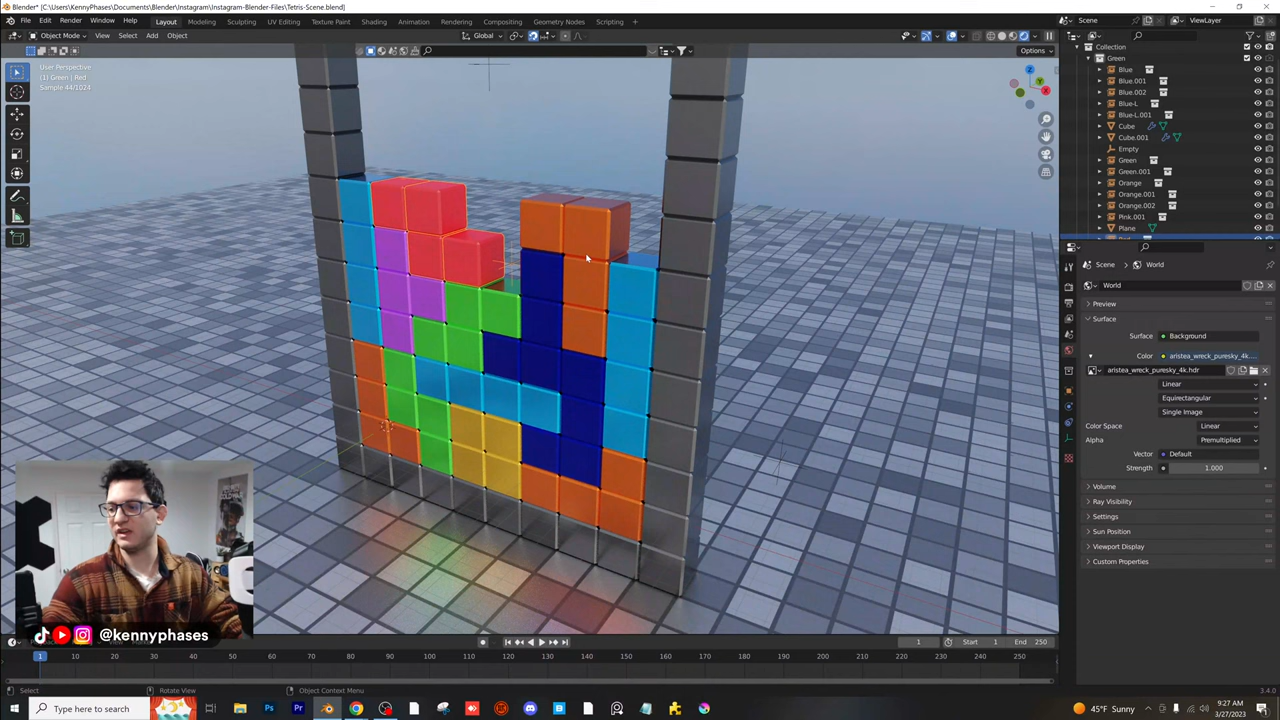 Blender* [C:\Users\KennyPhases\Documents\Blender\Instagram\Instagram-Blender-Files\Tetris-Scene.blend]
File Edit Render Window Help Layout Modeling Sculpting UV Editing Texture Paint Shading Animation Rendering Compositing Geometry Nodes Scripting + Scene ViewLayer
Object Mode View Select Add Object Global
Options
User Perspective
(1) Green | Red
Sample 44/1024
Collection
Green
Blue
Blue.001
Blue.002
Blue-L
Blue-L.001
Cube
Cube.001
Empty
Green
Green.001
Orange
Orange.001
Orange.002
Pink.001
Plane
Scene > World
World
Preview
Surface
Surface Background
Color aristea_wreck_puresky_4k....
aristea_wreck_puresky_4k.hdr
Linear
Equirectangular
Single Image
Color Space Linear
Alpha Premultiplied
Vector Default
Strength 1.000
Volume
Ray Visibility
Settings
Sun Position
Viewport Display
Custom Properties
@kennyphases
1 Start 1 End 250
1 10 20 30 40 50 60 70 80 90 100 110 120 130 140 150 160 170 180 190 200 210 220 230 240 250
Select Rotate View Object Context Menu 3.4.0
Type here to search
45°F Sunny
9:27 AM
3/27/2023